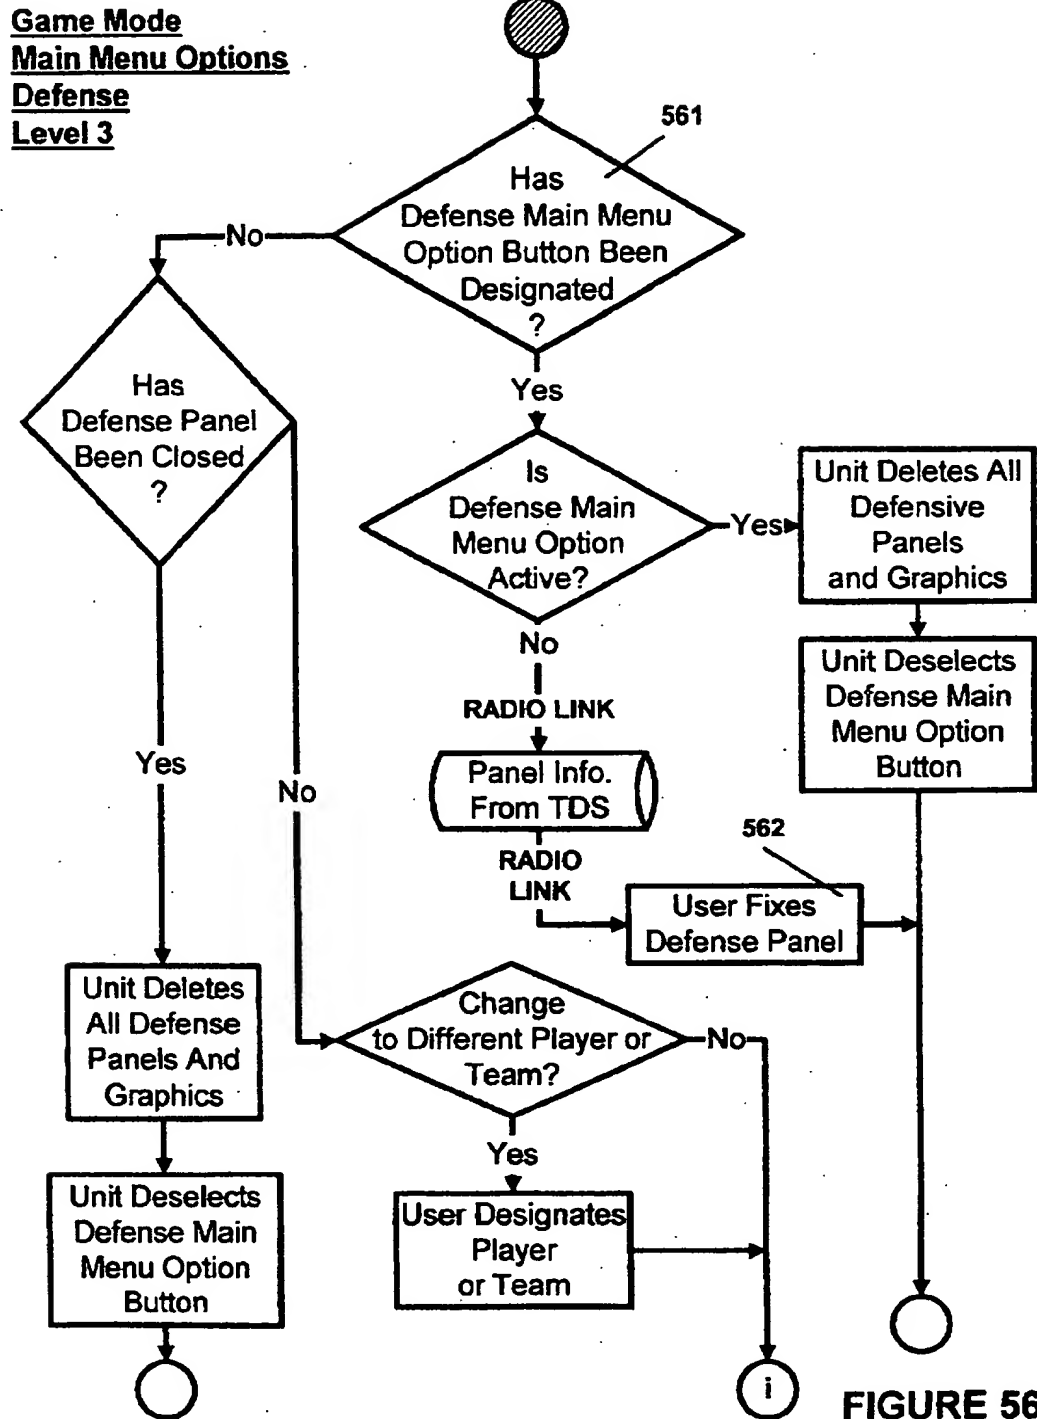 Game Mode
Main Menu Options
Defense
Level 3
561
Has
Defense Main Menu
Option Button Been
Designated
?
No
Yes
Has
Defense Panel
Been Closed
?
Is
Defense Main
Menu Option
Active?
Yes
Unit Deletes All
Defensive
Panels
and Graphics
No
RADIO LINK
Unit Deselects
Defense Main
Menu Option
Button
Panel Info.
From TDS
Yes
No
RADIO
LINK
562
User Fixes
Defense Panel
Unit Deletes
All Defense
Panels And
Graphics
Change
to Different Player or
Team?
No
Yes
Unit Deselects
Defense Main
Menu Option
Button
User Designates
Player
or Team
i
FIGURE 56